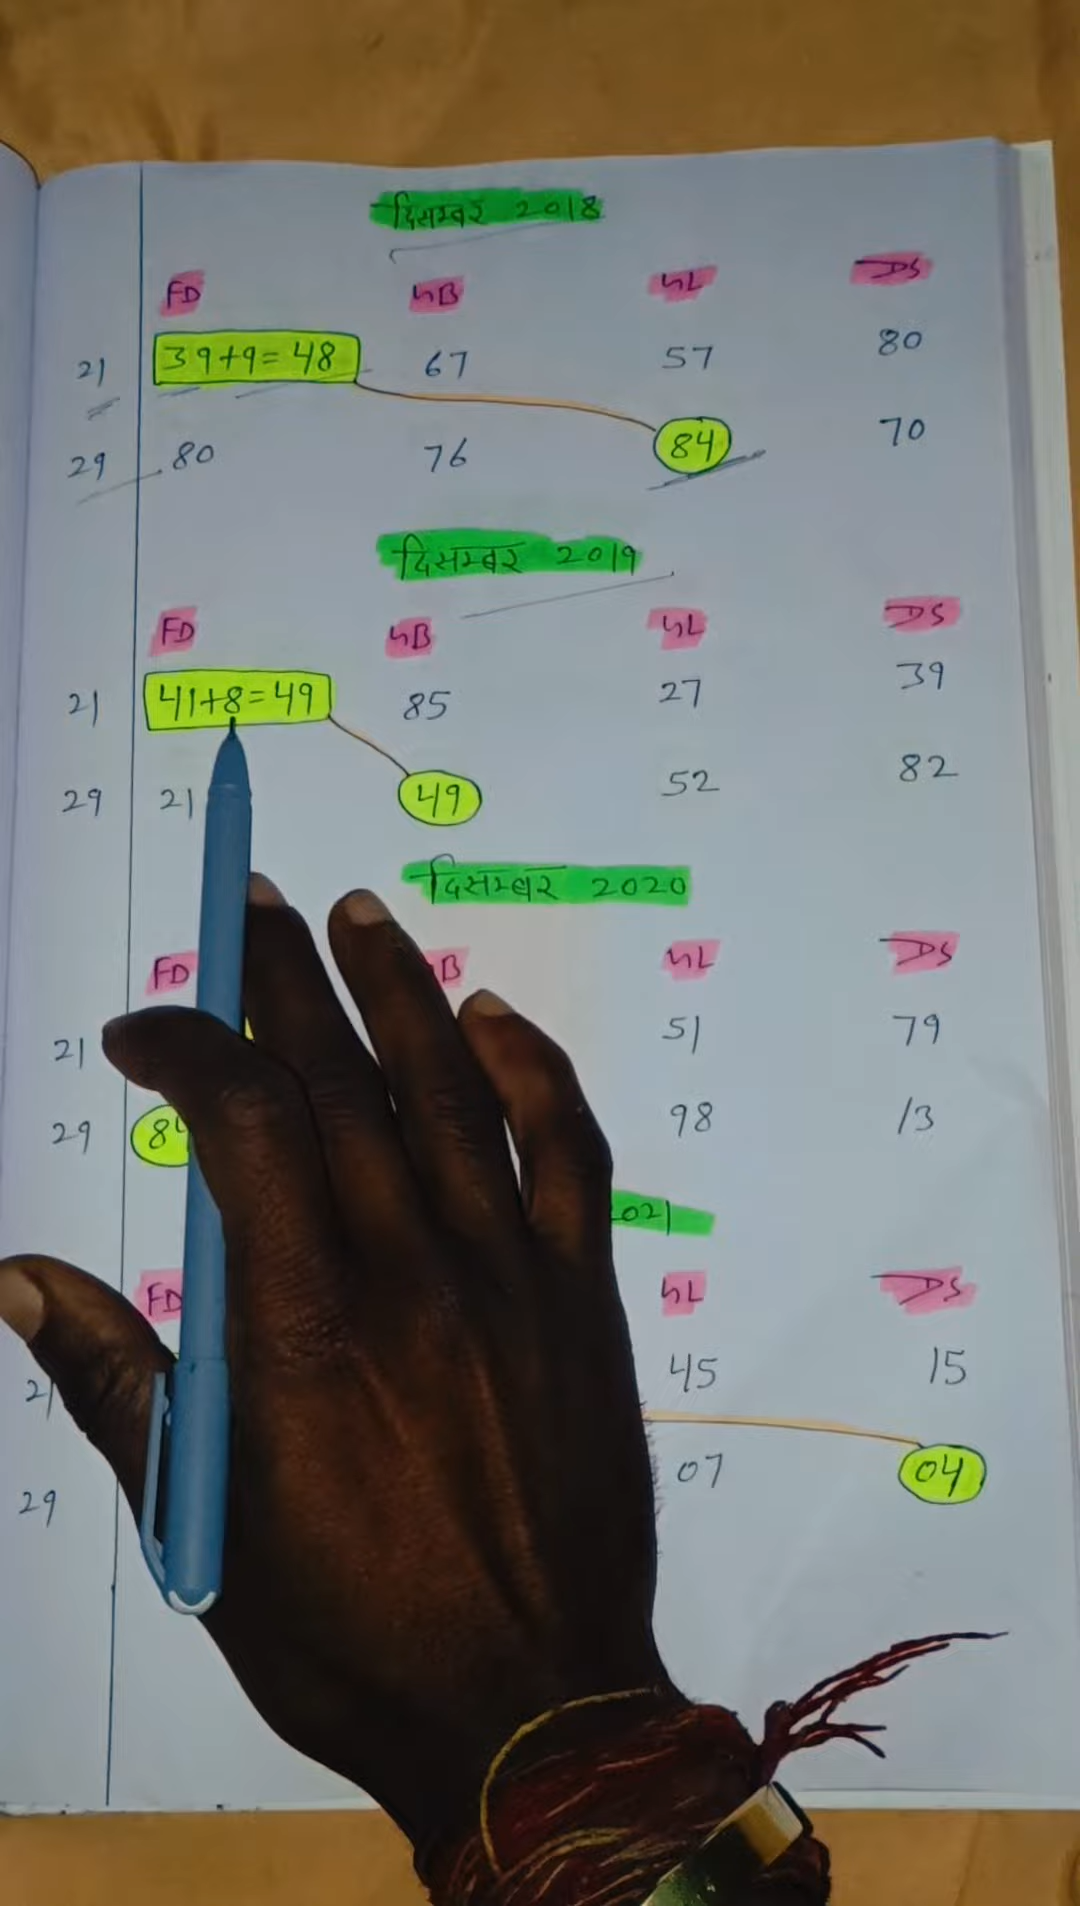 दिसम्बर 2018
FD GB GL DS
21 39+9=48 67 57 80
29 80 76 84 70
दिसम्बर 2019
FD GB GL DS
21 41+8=49 85 27 39
29 21 49 52 82
दिसम्बर 2020
FD B GL DS
21 51 79
29 98 13
2021
FD GL DS
21 45 15
29 07 04